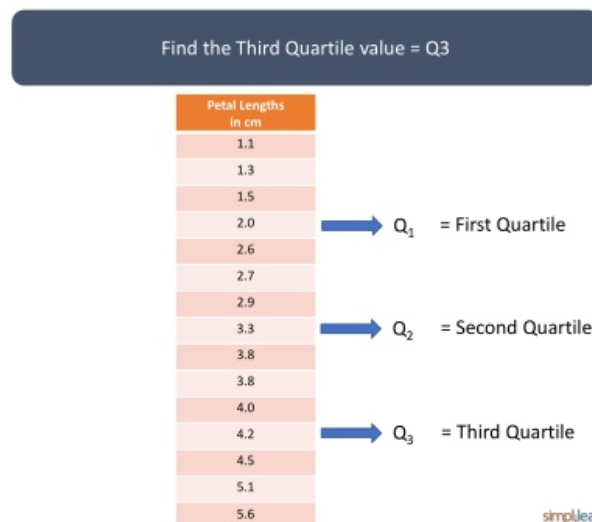 Find the Third Quartile value = Q3
Petal Lengths
in cm
1.1
1.3
1.5
2.0
Q1 = First Quartile
2.6
2.7
2.9
3.3
Q2 = Second Quartile
3.8
3.8
4.0
4.2
Q3 = Third Quartile
4.5
5.1
5.6